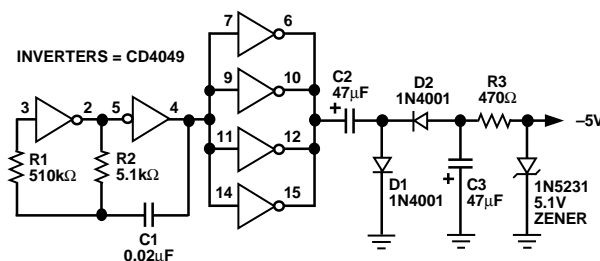 INVERTERS = CD4049
3
2
5
4
7
6
9
10
11
12
14
15
R1
510kΩ
R2
5.1kΩ
C1
0.02μF
C2
47μF
+
D1
1N4001
D2
1N4001
C3
47μF
+
R3
470Ω
–5V
1N5231
5.1V
ZENER